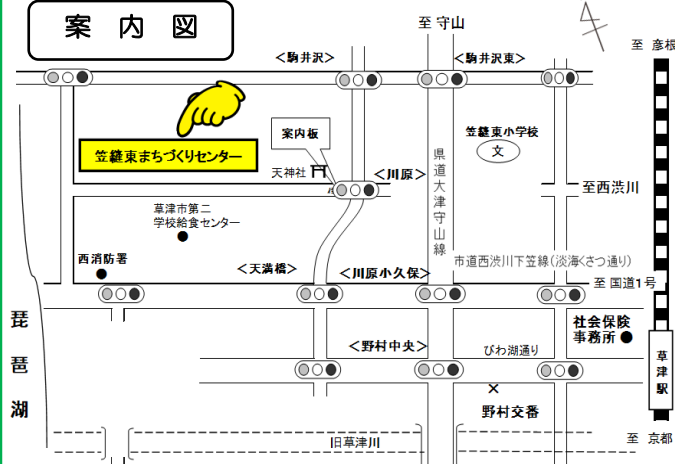 案内図
至 守山
至 彦根
＜駒井沢＞
＜駒井沢東＞
案内板
笠縫東小学校
文
笠縫東まちづくりセンター
天神社
＜川原＞
県道大津守山線
至西渋川
草津市第二
学校給食センター
西消防署
＜天満橋＞
＜川原小久保＞
市道西渋川下笠線(淡海くさつ通り)
至 国道1号
琵琶湖
社会保険
事務所
＜野村中央＞
びわ湖通り
草津駅
野村交番
旧草津川
至 京都